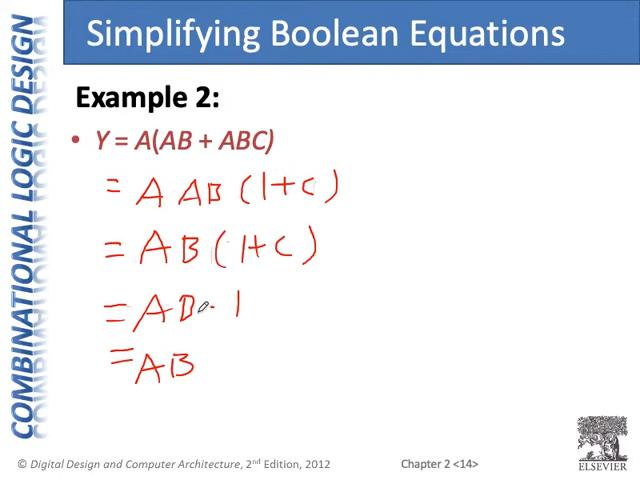 Simplifying Boolean Equations
COMBINATIONAL LOGIC DESIGN
Example 2:
• Y = A(AB + ABC)
= A AB (1+C)
= AB (1+C)
= AB · 1
= AB
ELSEVIER
© Digital Design and Computer Architecture, 2nd Edition, 2012
Chapter 2 <14>